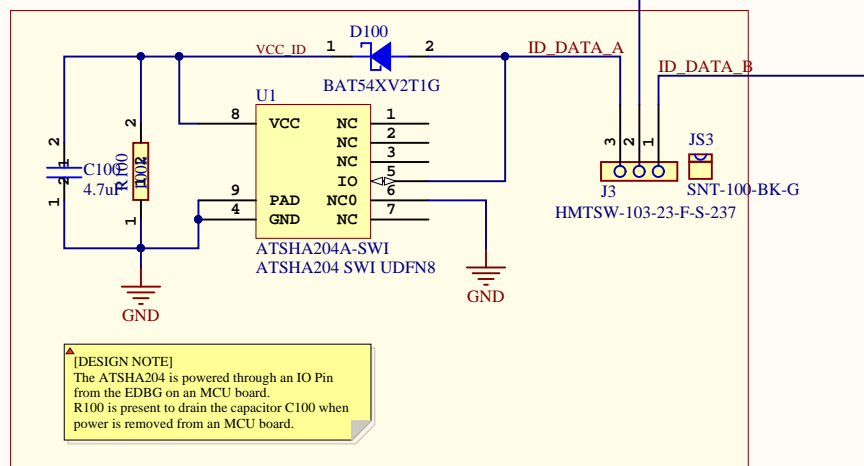 D100
VCC_ID
1
2
BAT54XV2T1G
ID_DATA_A
ID_DATA_B
U1
8
VCC
NC
1
NC
2
NC
3
IO
5
9
PAD
NC0
6
4
GND
NC
7
ATSHA204A-SWI
ATSHA204 SWI UDFN8
2
1
C100
4.7uF
2
1
2
R100
100k
1
2
1
GND
GND
3
2
1
J3
HMTSW-103-23-F-S-237
JS3
SNT-100-BK-G
[DESIGN NOTE]
The ATSHA204 is powered through an IO Pin
from the EDBG on an MCU board.
R100 is present to drain the capacitor C100 when
power is removed from an MCU board.